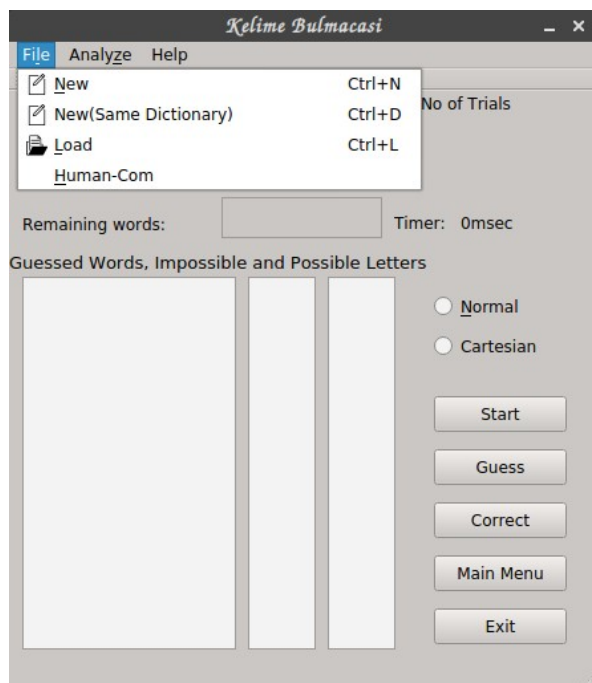 Kelime Bulmacasi
File Analyze Help
New Ctrl+N
New(Same Dictionary) Ctrl+D
No of Trials
Load Ctrl+L
Human-Com
Remaining words: Timer: 0msec
Guessed Words, Impossible and Possible Letters
Normal
Cartesian
Start
Guess
Correct
Main Menu
Exit